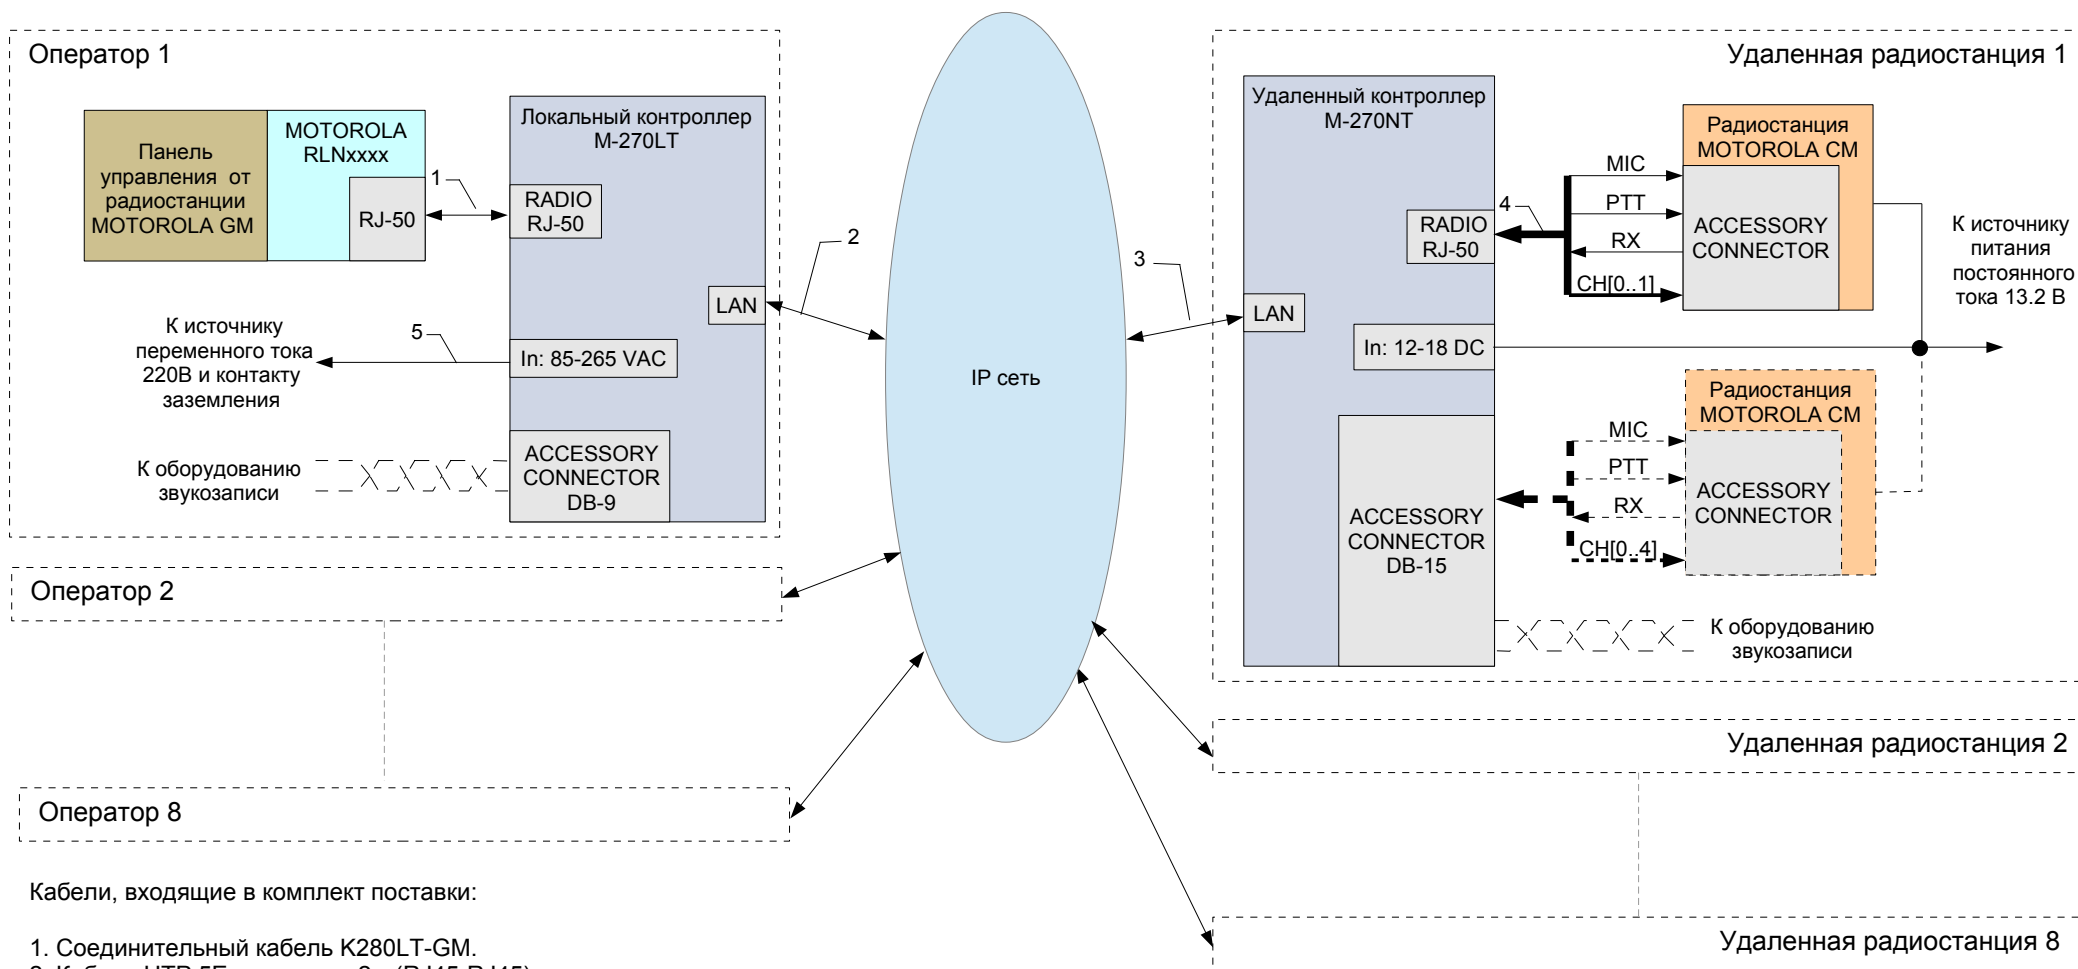 Оператор 1
Панель
управления от
радиостанции
MOTOROLA GM
MOTOROLA
RLNxxxx
RJ-50
1
Локальный контроллер
M-270LT
RADIO
RJ-50
LAN
2
К источнику
переменного тока
220В и контакту
заземления
5
In: 85-265 VAC
К оборудованию
звукозаписи
ACCESSORY
CONNECTOR
DB-9
Оператор 2
Оператор 8
IP сеть
Удаленная радиостанция 1
Удаленный контроллер
M-270NT
3
LAN
RADIO
RJ-50
4
MIC
PTT
RX
CH[0..1]
Радиостанция
MOTOROLA CM
ACCESSORY
CONNECTOR
К источнику
питания
постоянного
тока 13.2 В
In: 12-18 DC
Радиостанция
MOTOROLA CM
MIC
PTT
RX
CH[0..4]
ACCESSORY
CONNECTOR
ACCESSORY
CONNECTOR
DB-15
К оборудованию
звукозаписи
Удаленная радиостанция 2
Удаленная радиостанция 8
Кабели, входящие в комплект поставки:
1. Соединительный кабель K280LT-GM.